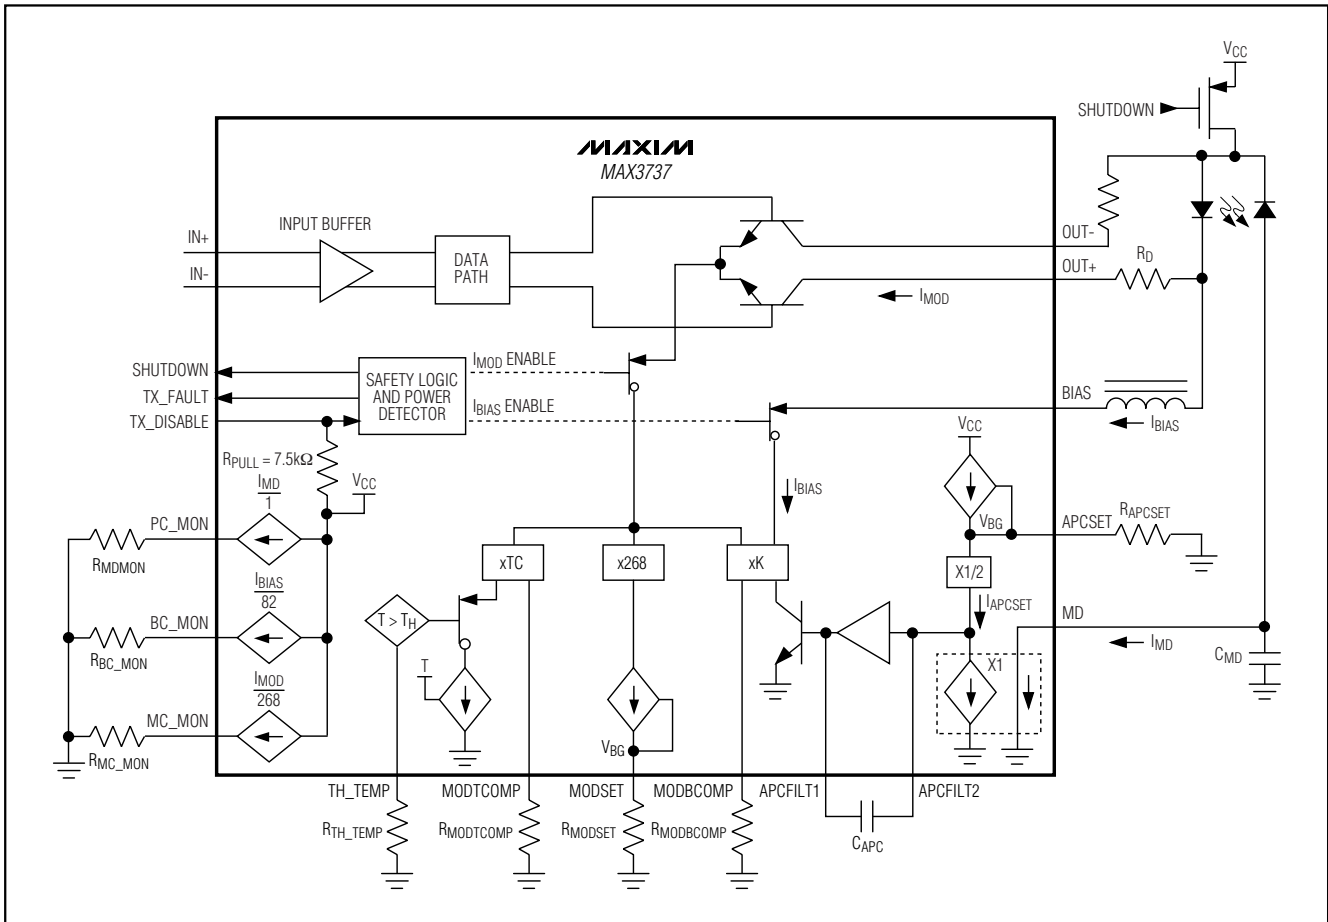 VCC
SHUTDOWN
MAXIM
MAX3737
INPUT BUFFER
IN+
IN-
DATA
PATH
OUT-
OUT+
RD
IMOD
SHUTDOWN
TX_FAULT
TX_DISABLE
SAFETY LOGIC
AND POWER
DETECTOR
IMOD ENABLE
IBIAS ENABLE
BIAS
IBIAS
RPULL = 7.5kΩ
VCC
VCC
IBIAS
IMD
1
PC_MON
RMDMON
VBG
APCSET
RAPCSET
xTC
x268
xK
X1/2
IBIAS
82
BC_MON
RBC_MON
T > TH
IAPCSET
MD
IMD
CMD
T
X1
IMOD
268
MC_MON
RMC_MON
VBG
TH_TEMP
MODTCOMP
MODSET
MODBCOMP
APCFILT1
APCFILT2
RTH_TEMP
RMODTCOMP
RMODSET
RMODBCOMP
CAPC